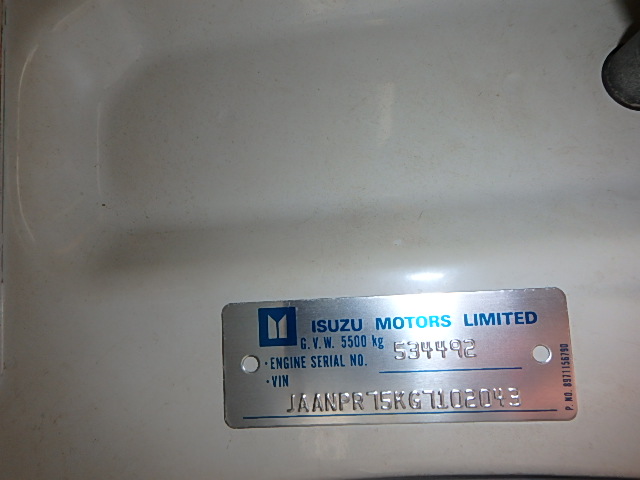 ISUZU MOTORS LIMITED
G.V.W. 5500 kg
·ENGINE SERIAL NO. 534492
·VIN
JAANPR75KG7102043
P. NO. 8971156790